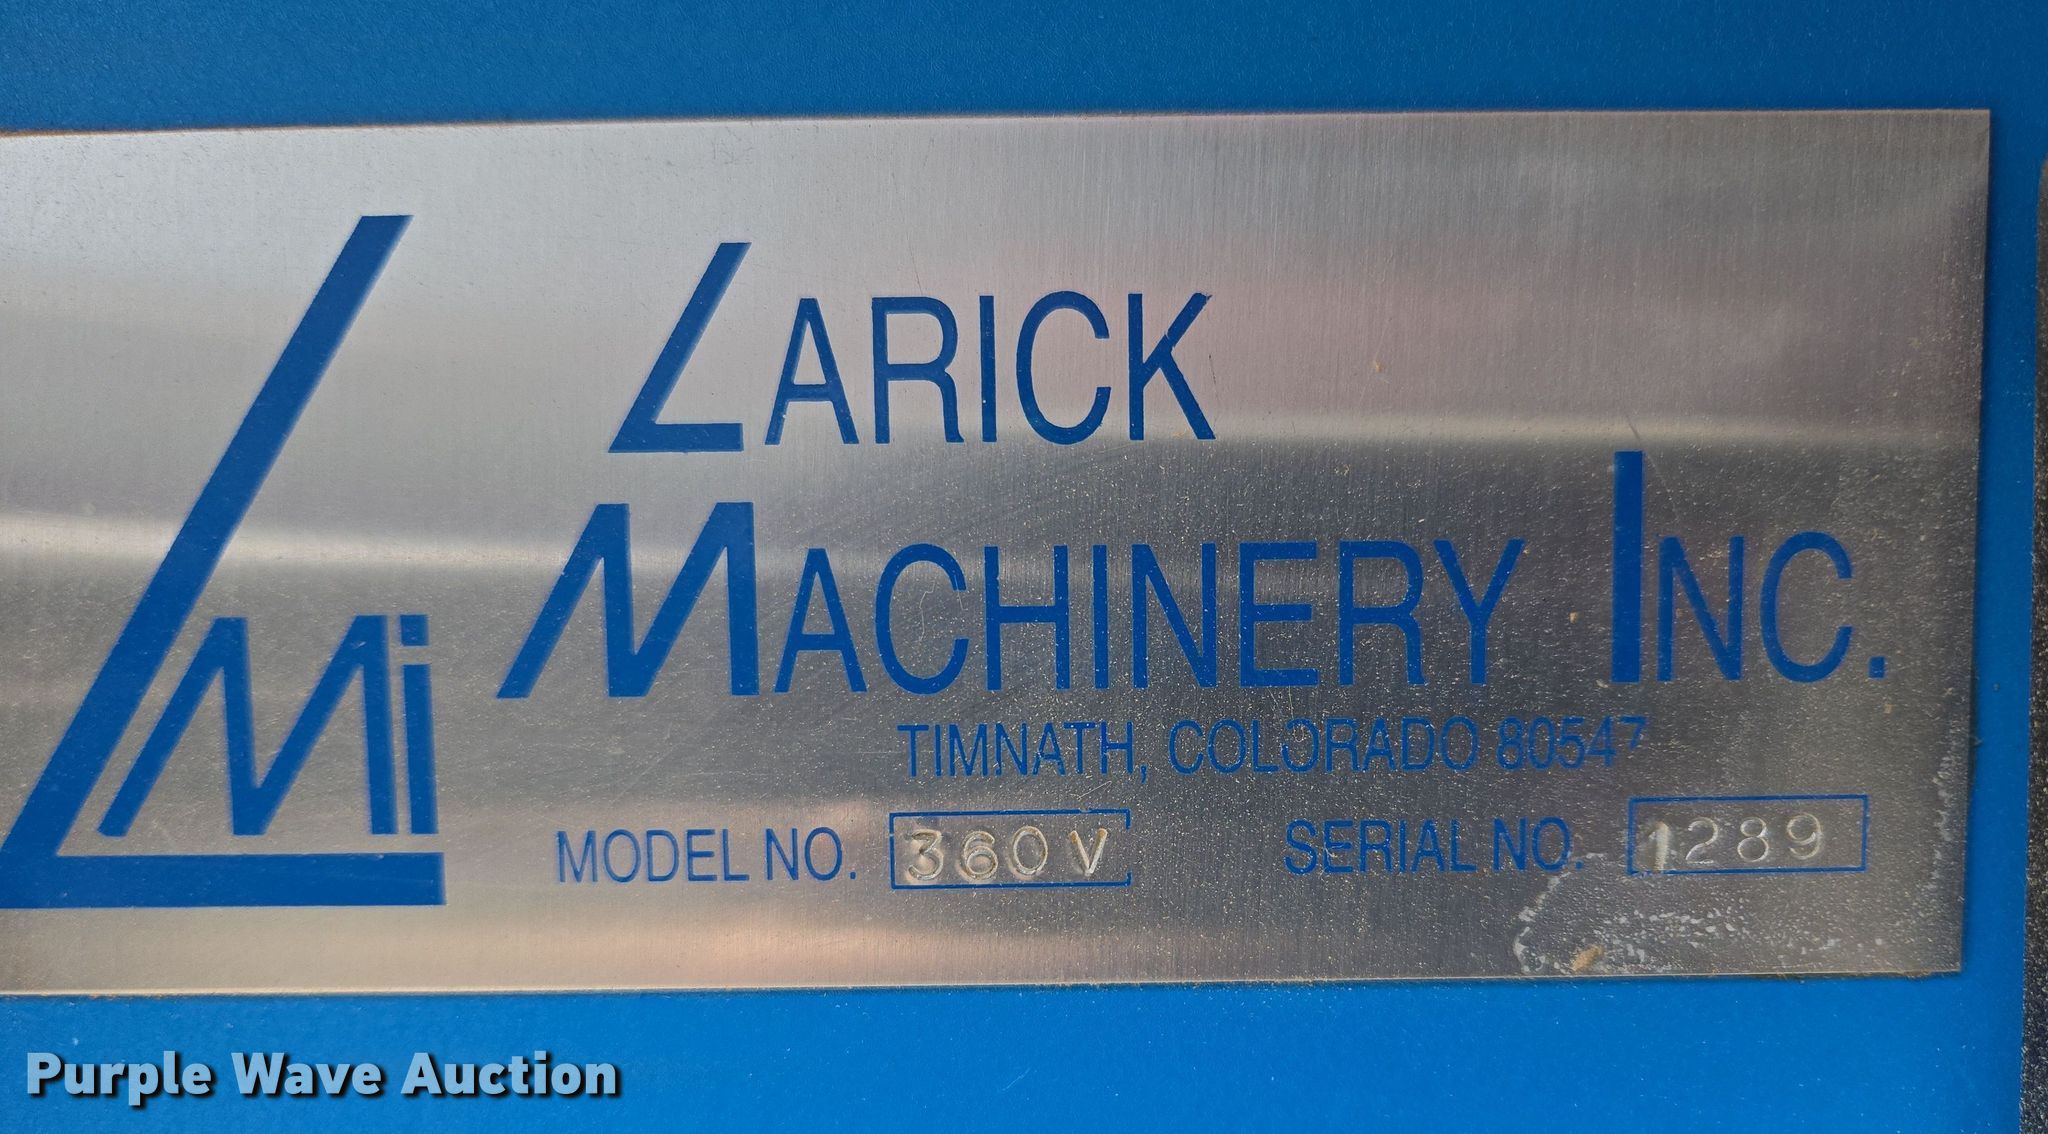 LMi
LARICK
MACHINERY INC.
TIMNATH, COLORADO 80547
MODEL NO. 360V SERIAL NO. 1289
Purple Wave Auction